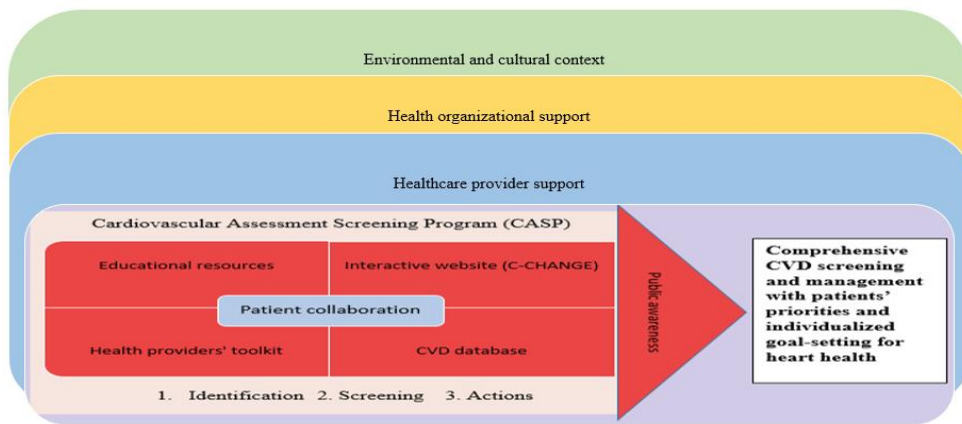 Environmental and cultural context
Health organizational support
Healthcare provider support
Cardiovascular Assessment Screening Program (CASP)
Educational resources
Interactive website (C-CHANGE)
Patient collaboration
Health providers' toolkit
CVD database
1. Identification 2. Screening 3. Actions
Public awareness
Comprehensive
CVD screening
and management
with patients’
priorities and
individualized
goal-setting for
heart health